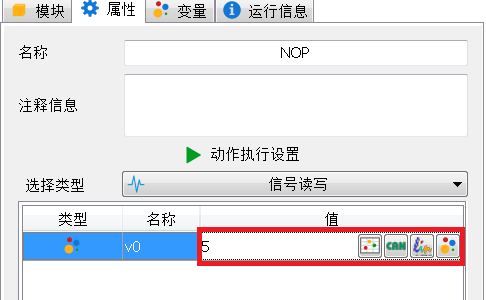 模块 属性 变量 运行信息
名称 NOP
注释信息
动作执行设置
选择类型 信号读写
类型 名称 值
v0 5 CAN Lin